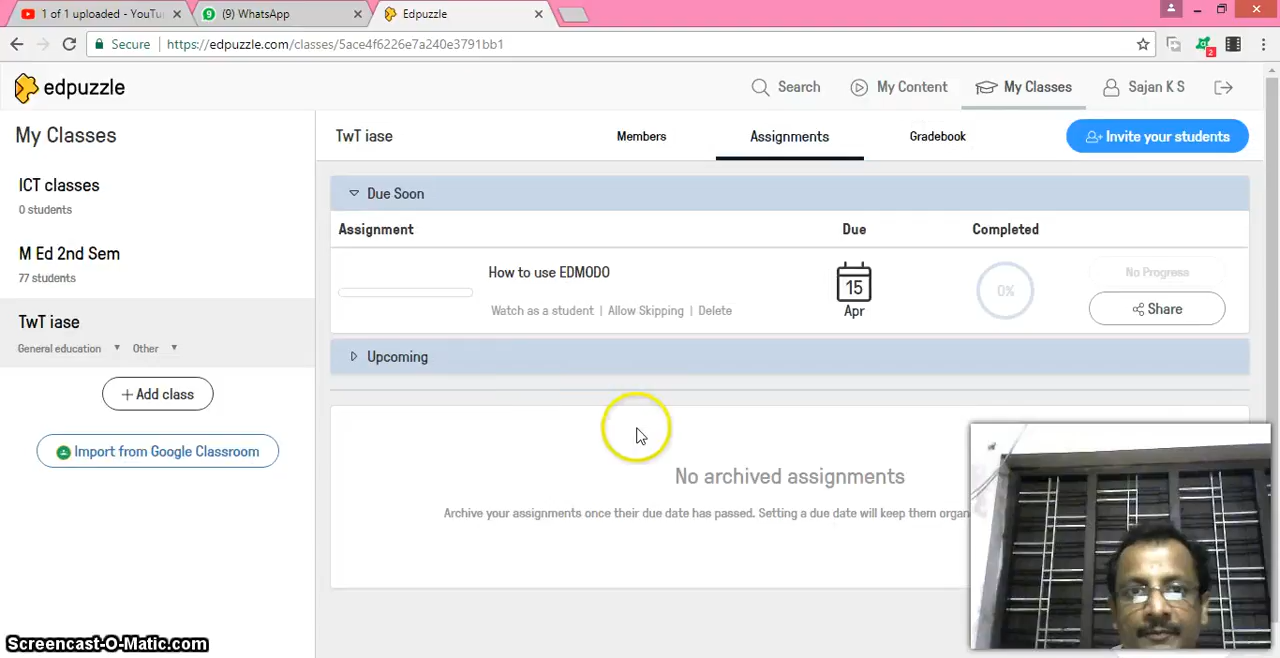 1 of 1 uploaded - YouTu
(9) WhatsApp
Edpuzzle
Secure | https://edpuzzle.com/classes/5ace4f6226e7a240e3791bb1
2
edpuzzle
Search
My Content
My Classes
Sajan K S
My Classes
TwT iase
Members
Assignments
Gradebook
Invite your students
ICT classes
0 students
M Ed 2nd Sem
77 students
TwT iase
General education
Other
+ Add class
Import from Google Classroom
Due Soon
Assignment
Due
Completed
How to use EDMODO
Watch as a student | Allow Skipping | Delete
15
Apr
0%
No Progress
Share
Upcoming
No archived assignments
Archive your assignments once their due date has passed. Setting a due date will keep them organ
Screencast-O-Matic.com